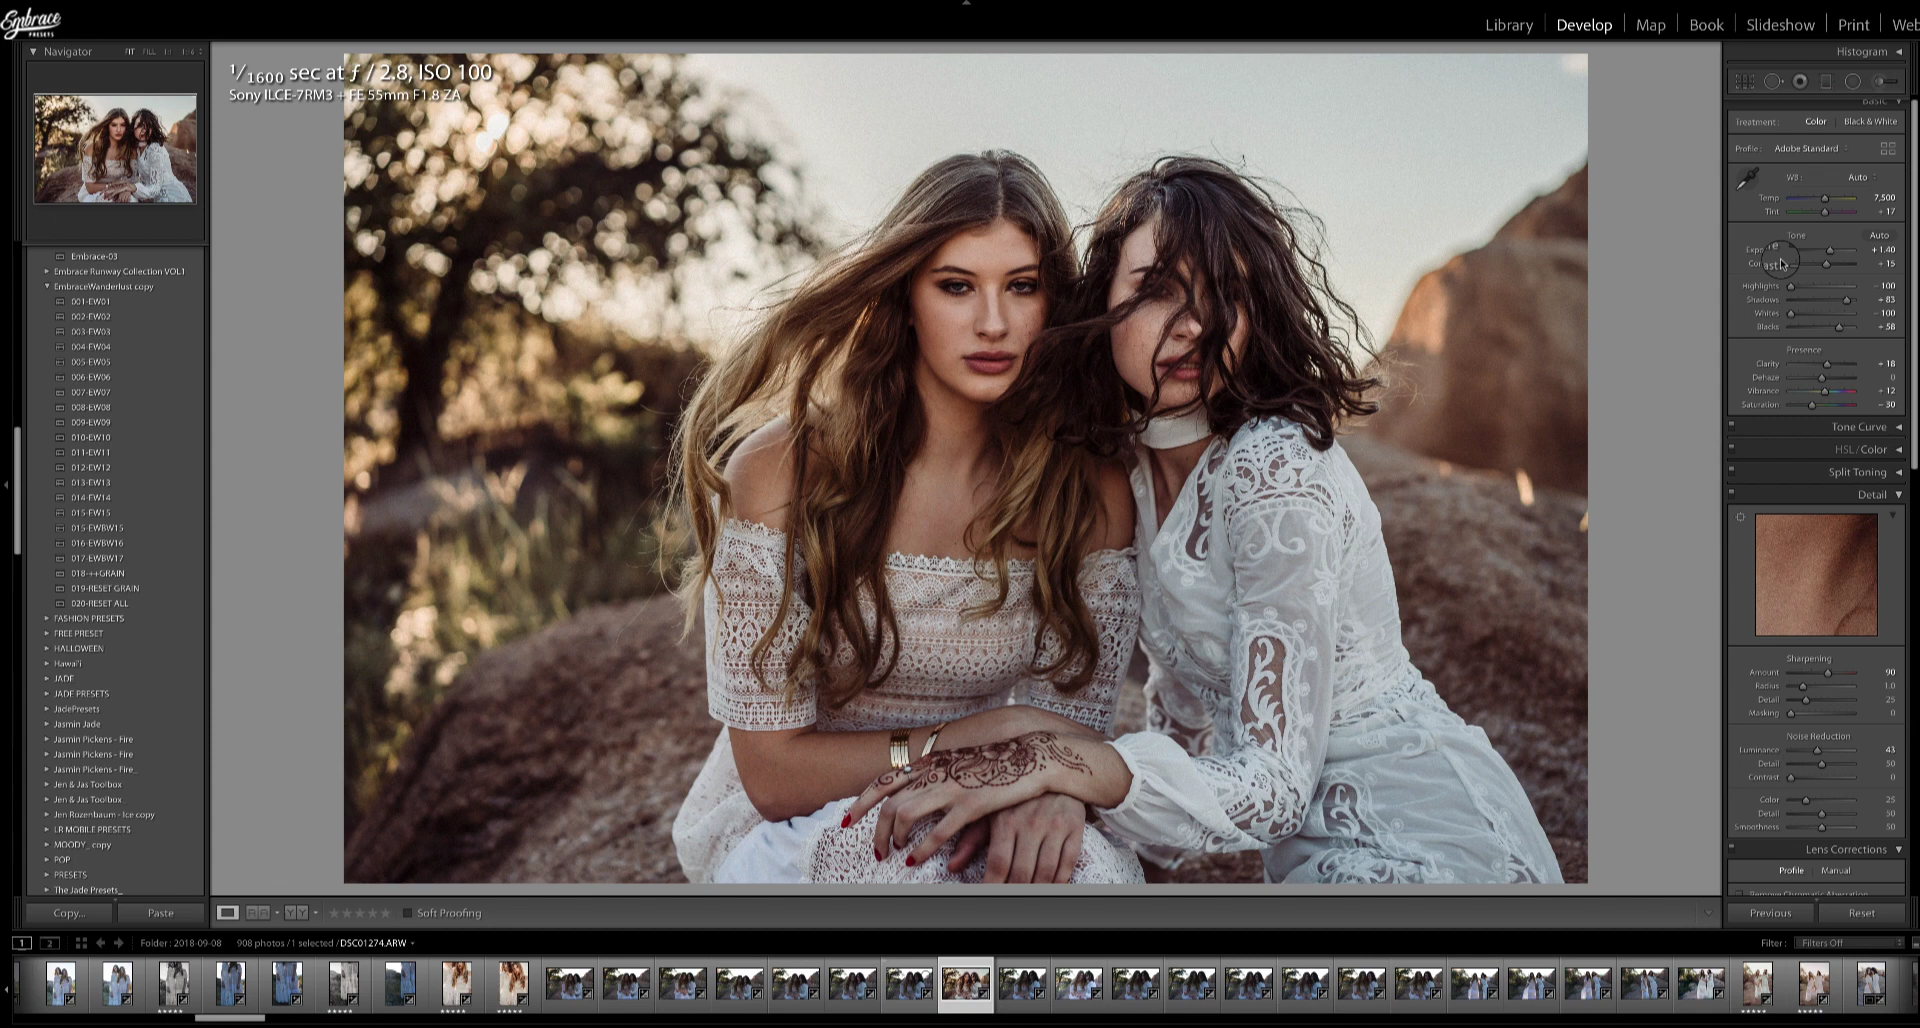 Embrace
PRESETS
Library | Develop | Map | Book | Slideshow | Print | Web
Navigator FIT FILL
1/1600 sec at ƒ / 2.8, ISO 100
Sony ILCE-7RM3 + FE 55mm F1.8 ZA
Embrace-03
Embrace Runway Collection VOL1
EmbraceWanderlust copy
001-EW01
002-EW02
003-EW03
004-EW04
005-EW05
006-EW06
007-EW07
008-EW08
009-EW09
010-EW10
011-EW11
012-EW12
013-EW13
014-EW14
015-EW15
015-EWBW15
016-EWBW16
017-EWBW17
018-++GRAIN
019-RESET GRAIN
020-RESET ALL
FASHION PRESETS
FREE PRESET
HALLOWEEN
Hawai'i
JADE
JADE PRESETS
JadePresets
Jasmin Jade
Jasmin Pickens - Fire
Jasmin Pickens - Fire
Jasmin Pickens - Fire_
Jen & Jas Toolbox
Jen & Jas Toolbox
Jen Rozenbaum - Ice copy
LR MOBILE PRESETS
MOODY_ copy
POP
PRESETS
The Jade Presets_
Copy... Paste
Soft Proofing
Histogram
Basic
Treatment: Color | Black & White
Profile: Adobe Standard
WB: Auto
Temp 7,500
Tint + 17
Tone Auto
+ 1.40
+ 15
Highlights - 100
Shadows + 83
Whites - 100
Blacks + 58
Presence
Clarity + 18
Dehaze 0
Vibrance + 12
Saturation - 30
Tone Curve
HSL / Color
Split Toning
Detail
Sharpening
Amount 90
Radius 1.0
Detail 25
Masking 0
Noise Reduction
Luminance 43
Detail 50
Contrast 0
Color 25
Detail 50
Smoothness 50
Lens Corrections
Profile Manual
Remove Chromatic Aberration
Previous Reset
1 2 Folder : 2018-09-08 908 photos /1 selected /DSC01274.ARW
Filter : Filters Off